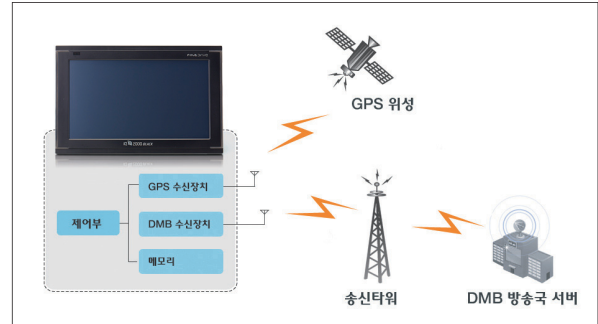 GPS 위성
GPS 수신장치
제어부
DMB 수신장치
메모리
송신타워
DMB 방송국 서버